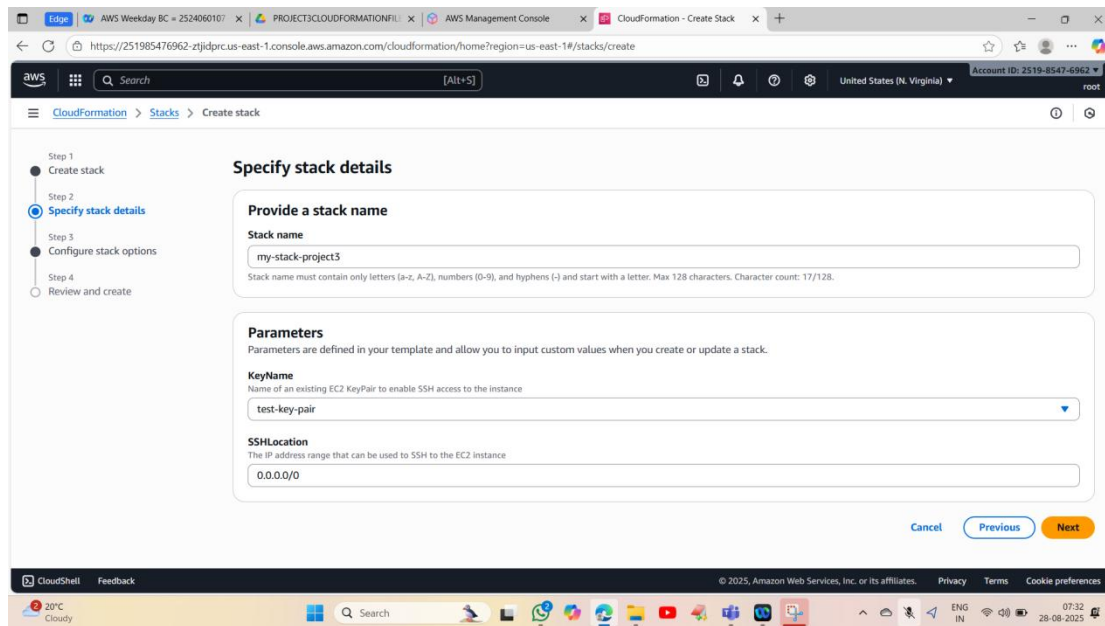 Edge
AWS Weekday BC = 2524060107
PROJECT3CLOUDFORMATIONFIL
AWS Management Console
CloudFormation - Create Stack
https://251985476962-ztjidprc.us-east-1.console.aws.amazon.com/cloudformation/home?region=us-east-1#/stacks/create
aws
Search
[Alt+S]
United States (N. Virginia)
Account ID: 2519-8547-6962
root
CloudFormation > Stacks > Create stack
Step 1
Create stack
Step 2
Specify stack details
Step 3
Configure stack options
Step 4
Review and create
Specify stack details
Provide a stack name
Stack name
my-stack-project3
Stack name must contain only letters (a-z, A-Z), numbers (0-9), and hyphens (-) and start with a letter. Max 128 characters. Character count: 17/128.
Parameters
Parameters are defined in your template and allow you to input custom values when you create or update a stack.
KeyName
Name of an existing EC2 KeyPair to enable SSH access to the instance
test-key-pair
SSHLocation
The IP address range that can be used to SSH to the EC2 instance
0.0.0.0/0
Cancel
Previous
Next
CloudShell Feedback
© 2025, Amazon Web Services, Inc. or its affiliates. Privacy Terms Cookie preferences
2
20°C
Cloudy
Search
ENG
IN
07:32
28-08-2025